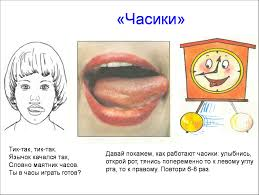 «Часики»
Тик-так, тик-так.
Язычок качался так,
Словно маятник часов.
Ты в часы играть готов?
Давай покажем, как работают часики: улыбнись,
открой рот, тянись попеременно то к левому углу
рта, то к правому. Повтори 6-8 раз.